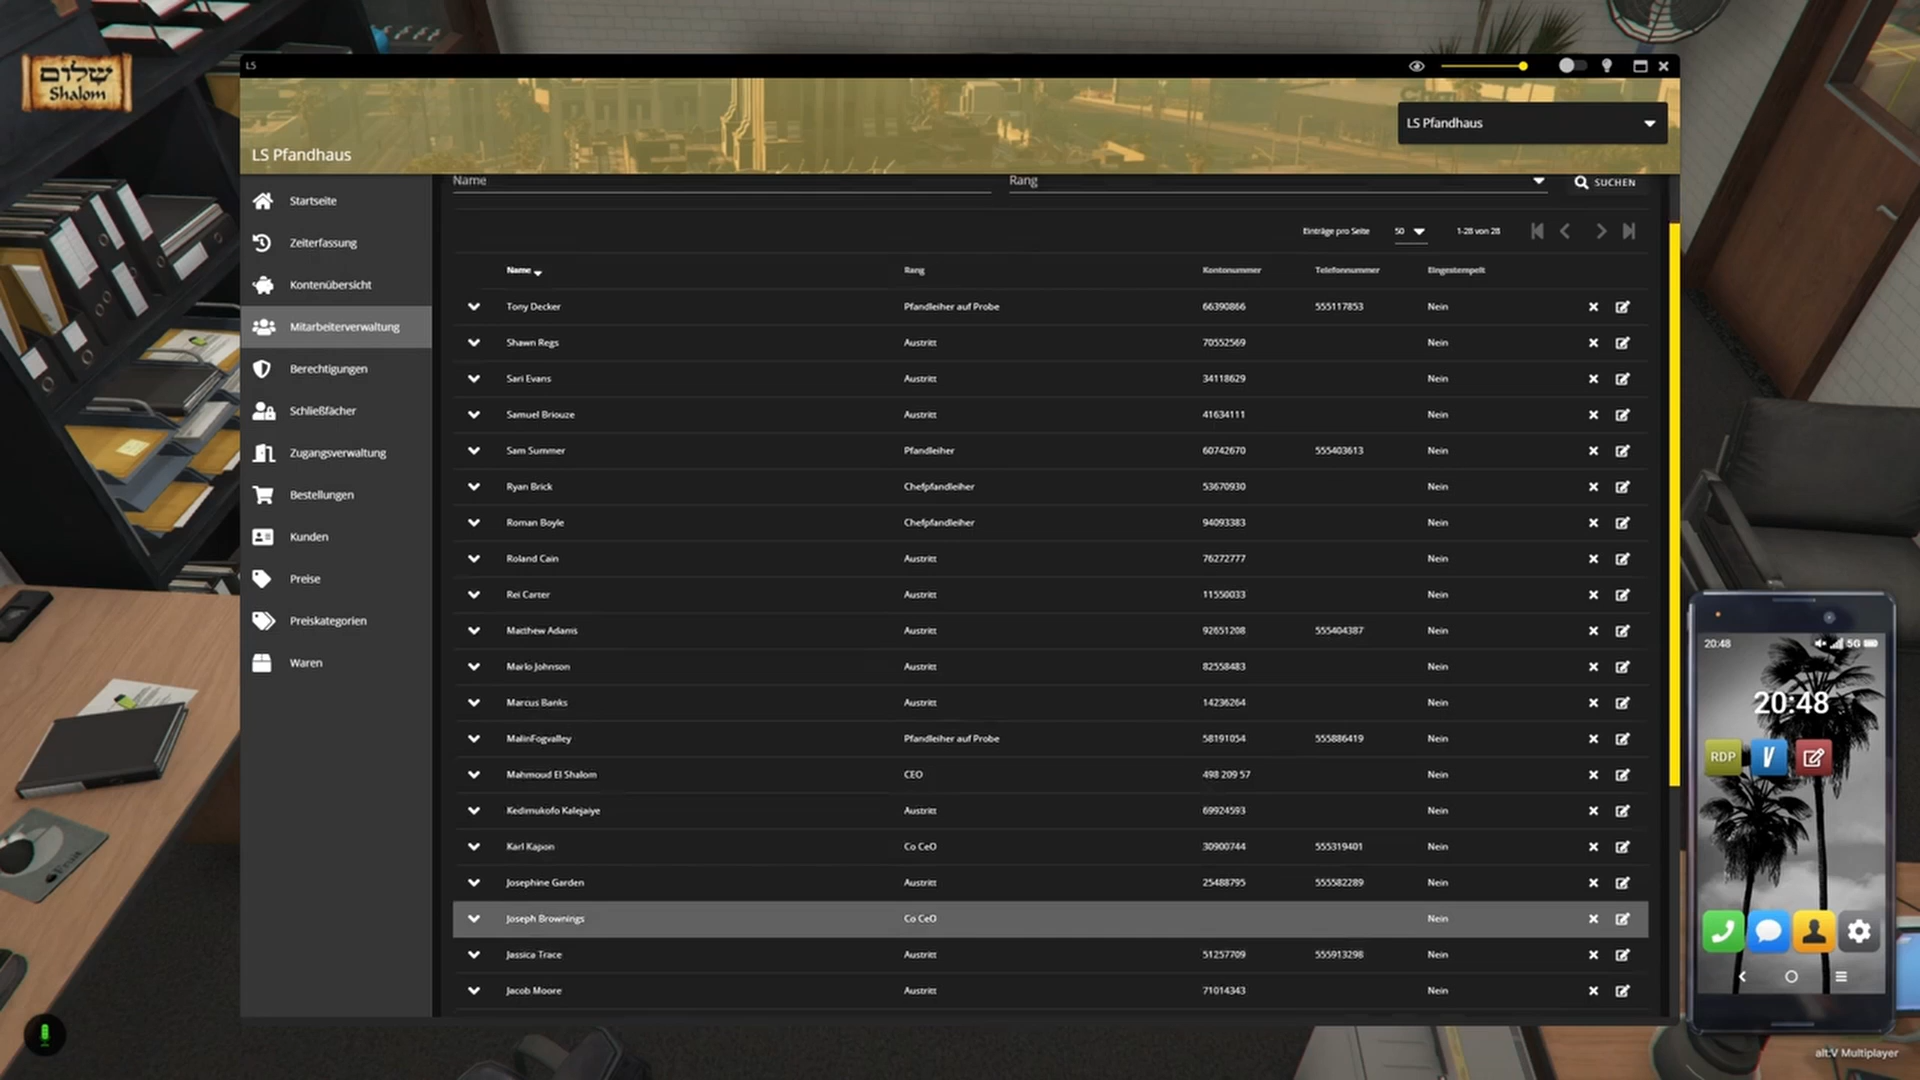 שלום
Shalom
LS
LS Pfandhaus
LS Pfandhaus
Startseite
Zeiterfassung
Kontenübersicht
Mitarbeiterverwaltung
Berechtigungen
Schließfächer
Zugangsverwaltung
Bestellungen
Kunden
Preise
Preiskategorien
Waren
Name Rang SUCHEN
Einträge pro Seite 50 1-28 von 28
Name Rang Kontonummer Telefonnummer Eingestempelt
Tony Decker Pfandleiher auf Probe 66390866 555117853 Nein
Shawn Regs Austritt 70552569 Nein
Sari Evans Austritt 34118629 Nein
Samuel Briouze Austritt 41634111 Nein
Sam Summer Pfandleiher 60742670 555403613 Nein
Ryan Brick Chefpfandleiher 53670930 Nein
Roman Boyle Chefpfandleiher 94093383 Nein
Roland Cain Austritt 76272777 Nein
Rei Carter Austritt 11550033 Nein
Matthew Adams Austritt 92651208 555404387 Nein
Marlo Johnson Austritt 82558483 Nein
Marcus Banks Austritt 14236264 Nein
MalinFogvalley Pfandleiher auf Probe 58191054 555886419 Nein
Mahmoud El Shalom CEO 498 209 57 Nein
Kedimukofo Kalejaiye Austritt 69924593 Nein
Karl Kapon Co CeO 30900744 555319401 Nein
Josephine Garden Austritt 25488795 555582289 Nein
Joseph Brownings Co CeO Nein
Jassica Trace Austritt 51257709 555913298 Nein
Jacob Moore Austritt 71014343 Nein
20:48 5G
20:48
RDP V
alt:V Multiplayer